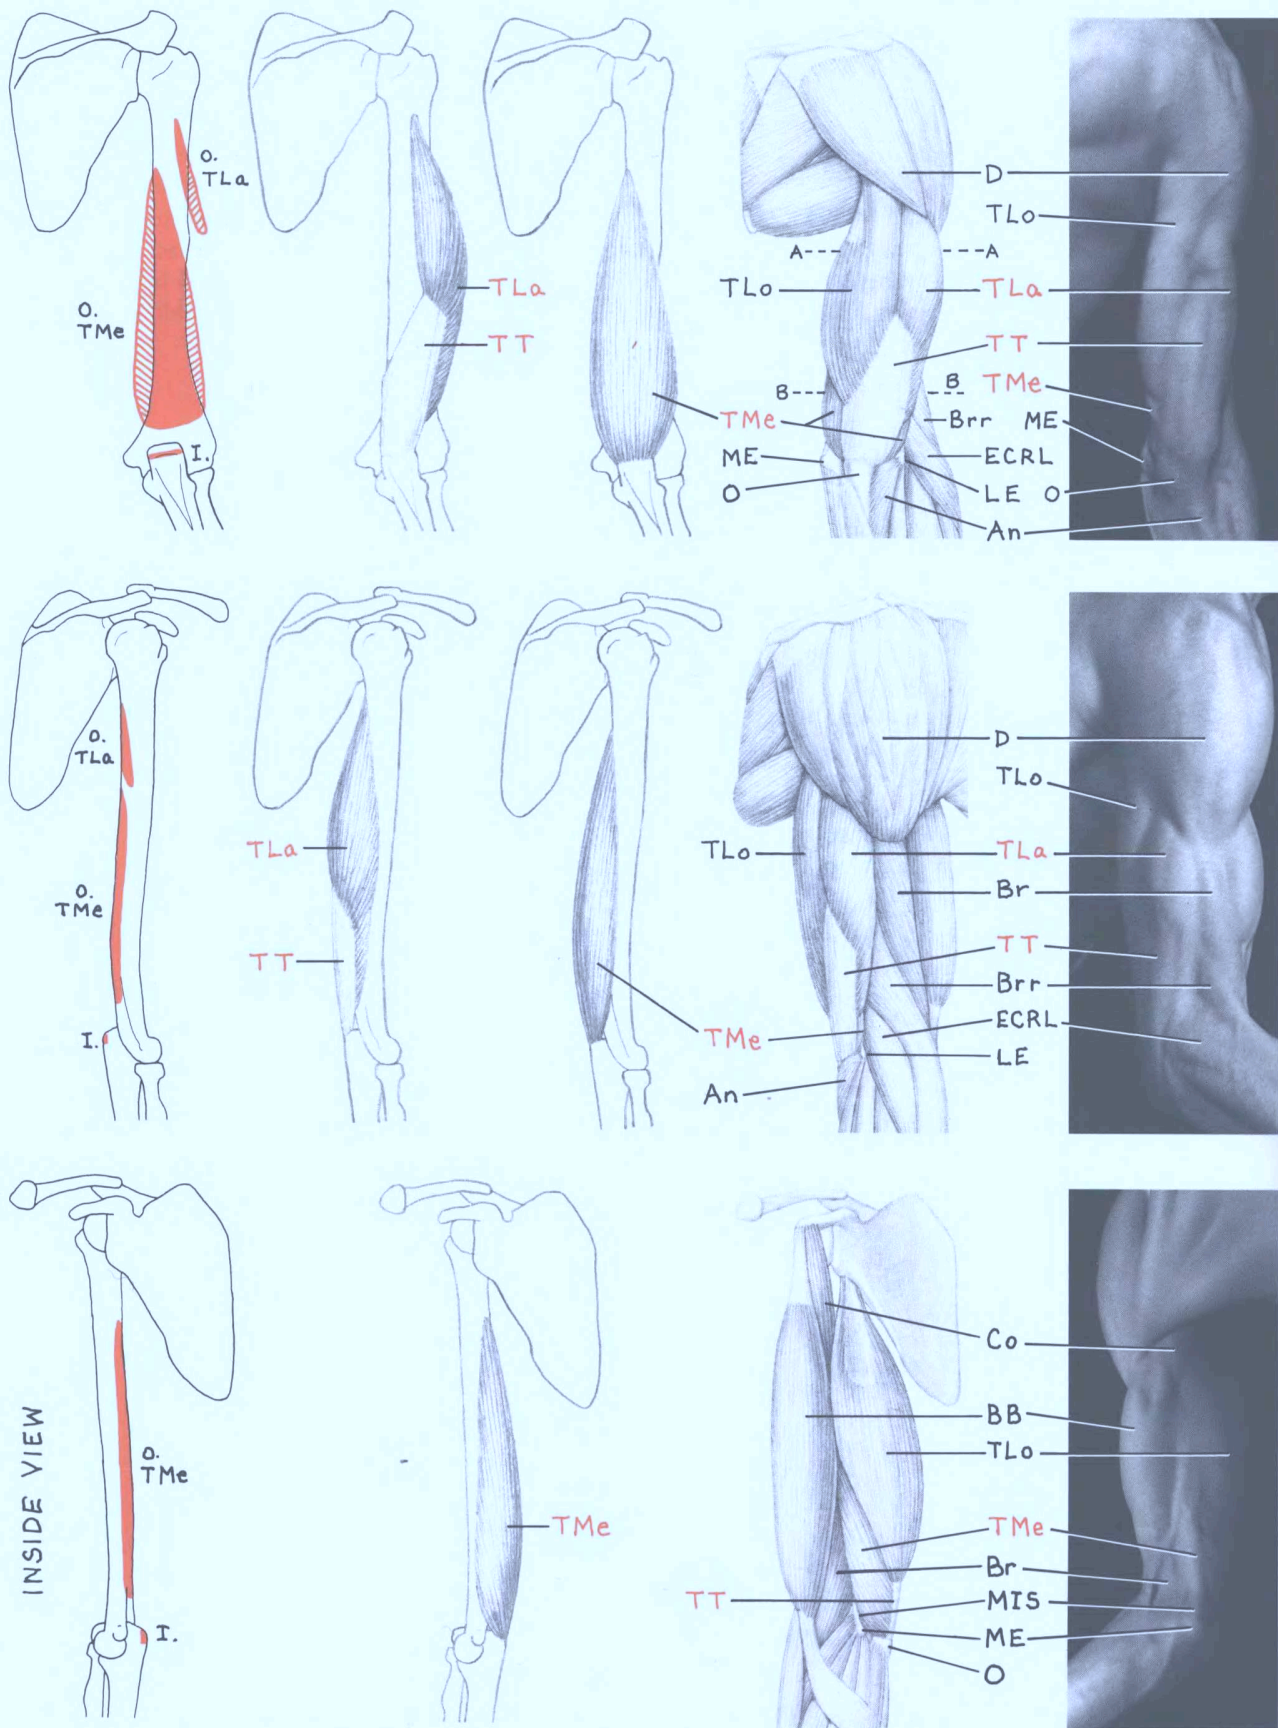 O.
TLa
O.
TMe
I.
TLa
TT
TMe
D
TLo
A A
TLo TLa
TT
B B TMe
Brr ME
ME ECRL
O LE O
An
O.
TLa
O.
TMe
I.
TLa
TT
TMe
An
D
TLo
TLo TLa
Br
TT
Brr
ECRL
LE
INSIDE VIEW
O.
TMe
I.
TMe
TT
Co
BB
TLo
TMe
Br
MIS
ME
O